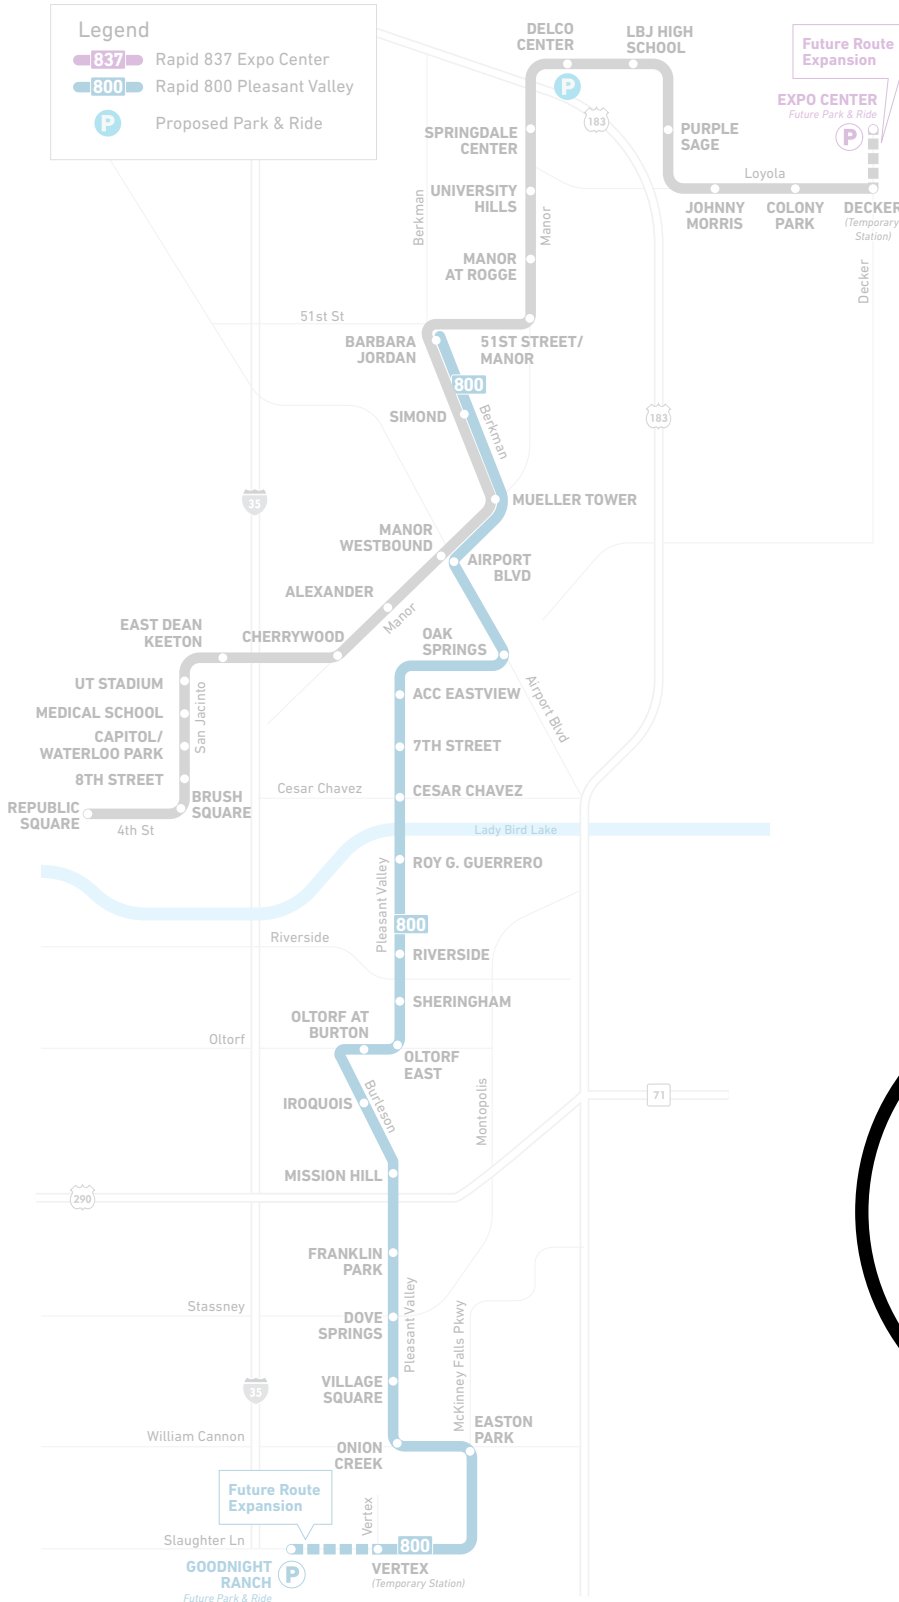 Legend
837 Rapid 837 Expo Center
800 Rapid 800 Pleasant Valley
P Proposed Park & Ride
DELCO
CENTER
P
LBJ HIGH
SCHOOL
Future Route
Expansion
EXPO CENTER
Future Park & Ride
P
183
SPRINGDALE
CENTER
PURPLE
SAGE
Loyola
UNIVERSITY
HILLS
Berkman
Manor
JOHNNY
MORRIS
COLONY
PARK
DECKER
(Temporary
Station)
Decker
MANOR
AT ROGGE
51st St
BARBARA
JORDAN
51ST STREET/
MANOR
800
SIMOND
Berkman
183
35
MUELLER TOWER
MANOR
WESTBOUND
AIRPORT
BLVD
ALEXANDER
Manor
EAST DEAN
KEETON
CHERRYWOOD
OAK
SPRINGS
UT STADIUM
San Jacinto
ACC EASTVIEW
Airport Blvd
MEDICAL SCHOOL
CAPITOL/
WATERLOO PARK
7TH STREET
8TH STREET
Cesar Chavez
CESAR CHAVEZ
REPUBLIC
SQUARE
BRUSH
SQUARE
4th St
Lady Bird Lake
ROY G. GUERRERO
Pleasant Valley
800
Riverside
RIVERSIDE
SHERINGHAM
OLTORF AT
BURTON
Oltorf
OLTORF
EAST
IROQUOIS
Burleson
Montopolis
71
MISSION HILL
290
FRANKLIN
PARK
Stassney
DOVE
SPRINGS
Pleasant Valley
McKinney Falls Pkwy
VILLAGE
SQUARE
35
William Cannon
ONION
CREEK
EASTON
PARK
Future Route
Expansion
Vertex
Slaughter Ln
800
GOODNIGHT
RANCH
Future Park & Ride
P
VERTEX
(Temporary Station)